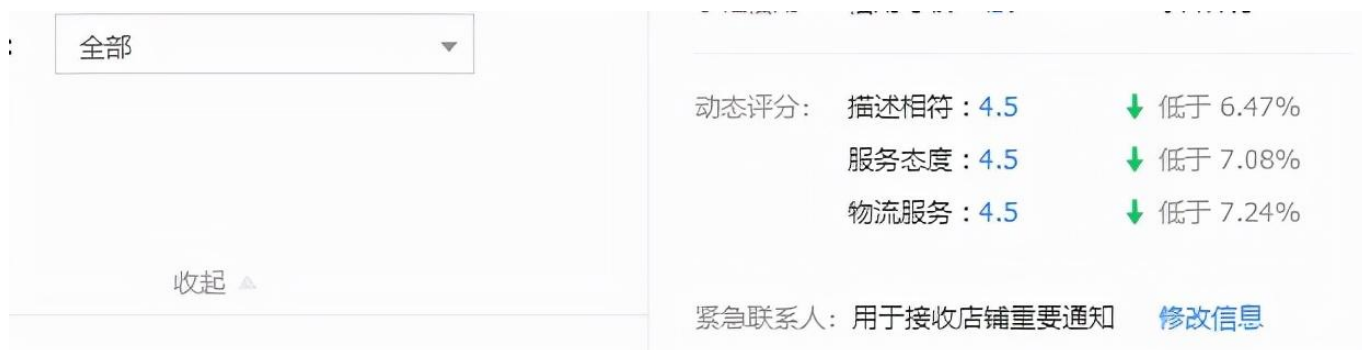 全部
动态评分： 描述相符：4.5 低于 6.47%
服务态度：4.5 低于 7.08%
物流服务：4.5 低于 7.24%
收起
紧急联系人：用于接收店铺重要通知 修改信息